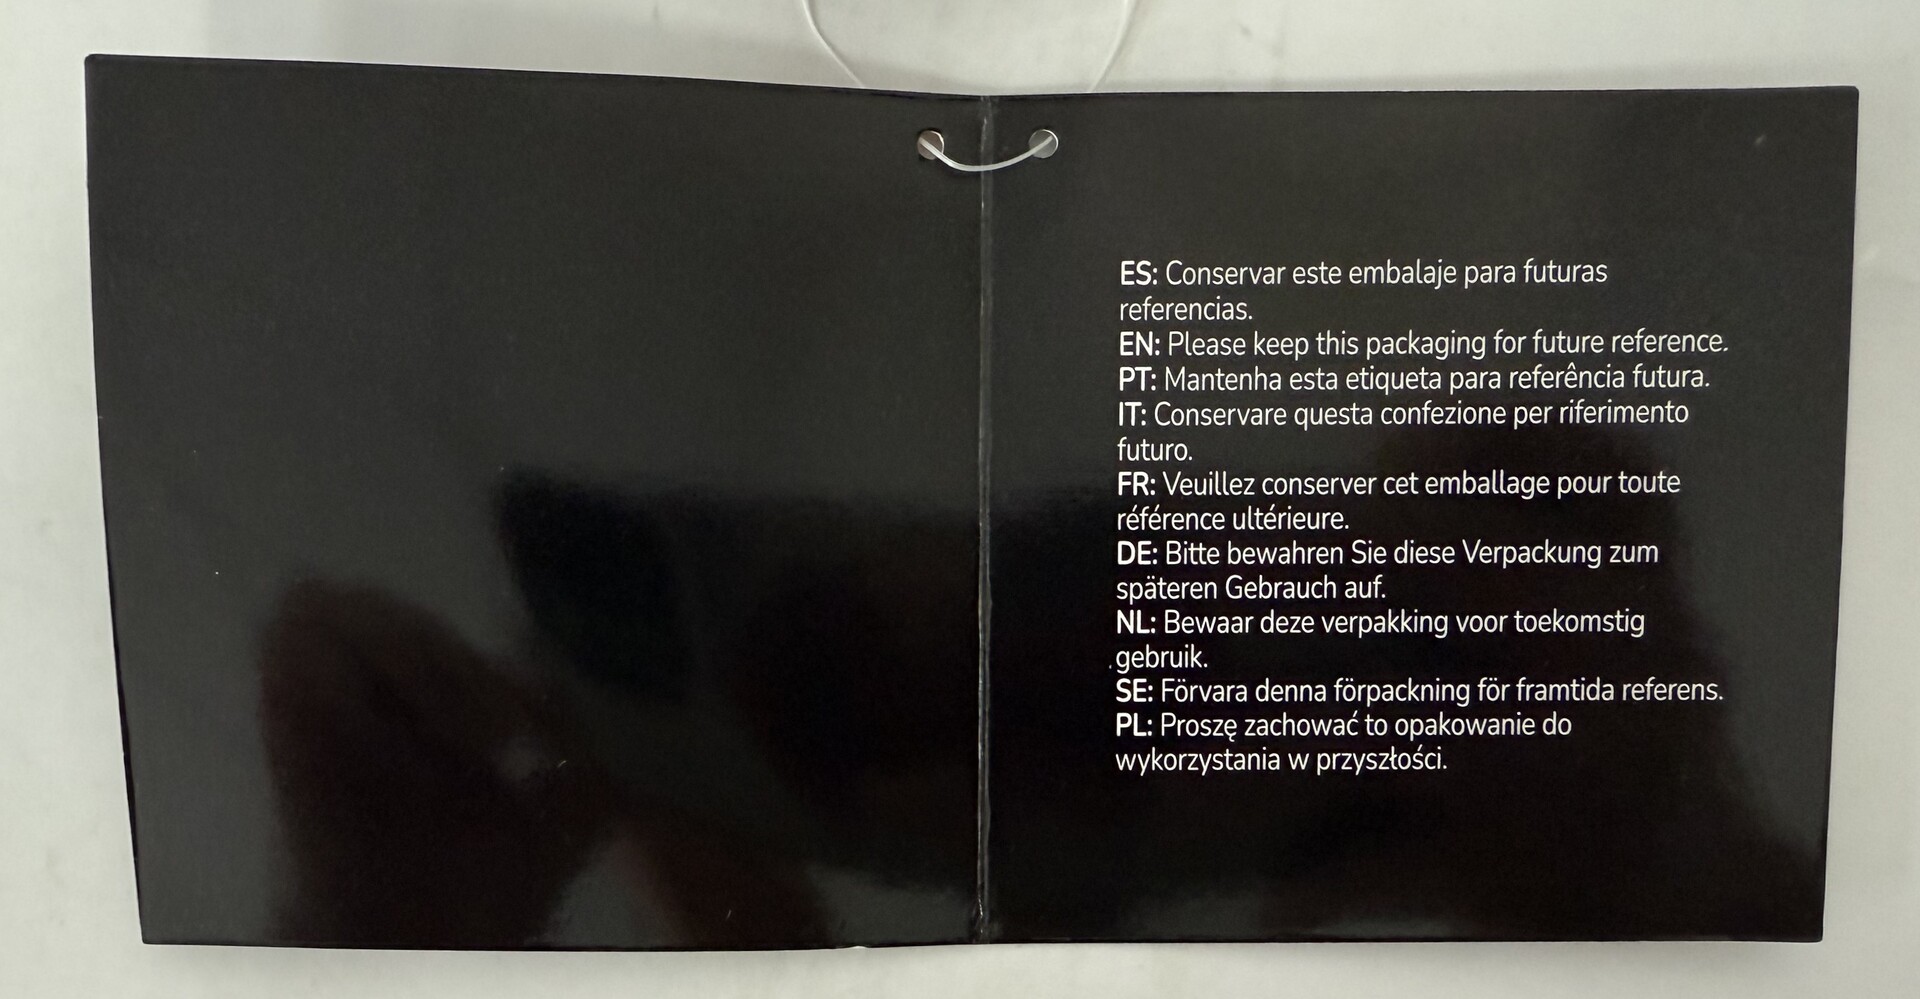 ES: Conservar este embalaje para futuras
referencias.
EN: Please keep this packaging for future reference.
PT: Mantenha esta etiqueta para referência futura.
IT: Conservare questa confezione per riferimento
futuro.
FR: Veuillez conserver cet emballage pour toute
référence ultérieure.
DE: Bitte bewahren Sie diese Verpackung zum
späteren Gebrauch auf.
NL: Bewaar deze verpakking voor toekomstig
gebruik.
SE: Förvara denna förpackning för framtida referens.
PL: Proszę zachować to opakowanie do
wykorzystania w przyszłości.